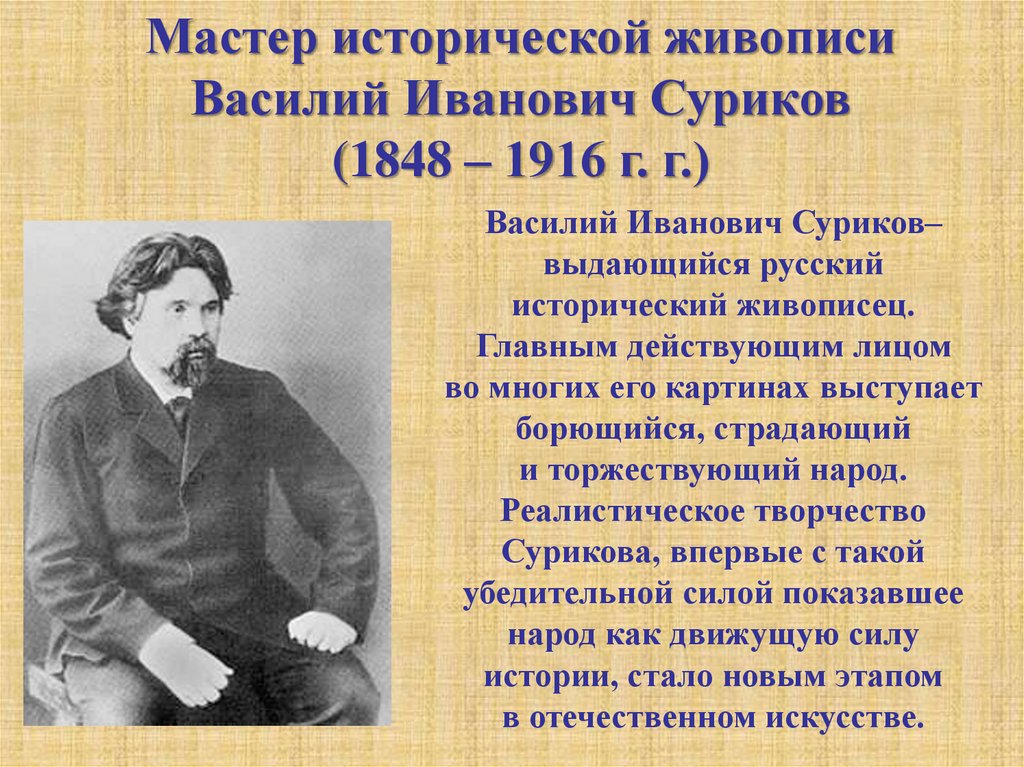 Мастер исторической живописи
Василий Иванович Суриков
(1848 – 1916 г. г.)
Василий Иванович Суриков–
выдающийся русский
исторический живописец.
Главным действующим лицом
во многих его картинах выступает
борющийся, страдающий
и торжествующий народ.
Реалистическое творчество
Сурикова, впервые с такой
убедительной силой показавшее
народ как движущую силу
истории, стало новым этапом
в отечественном искусстве.